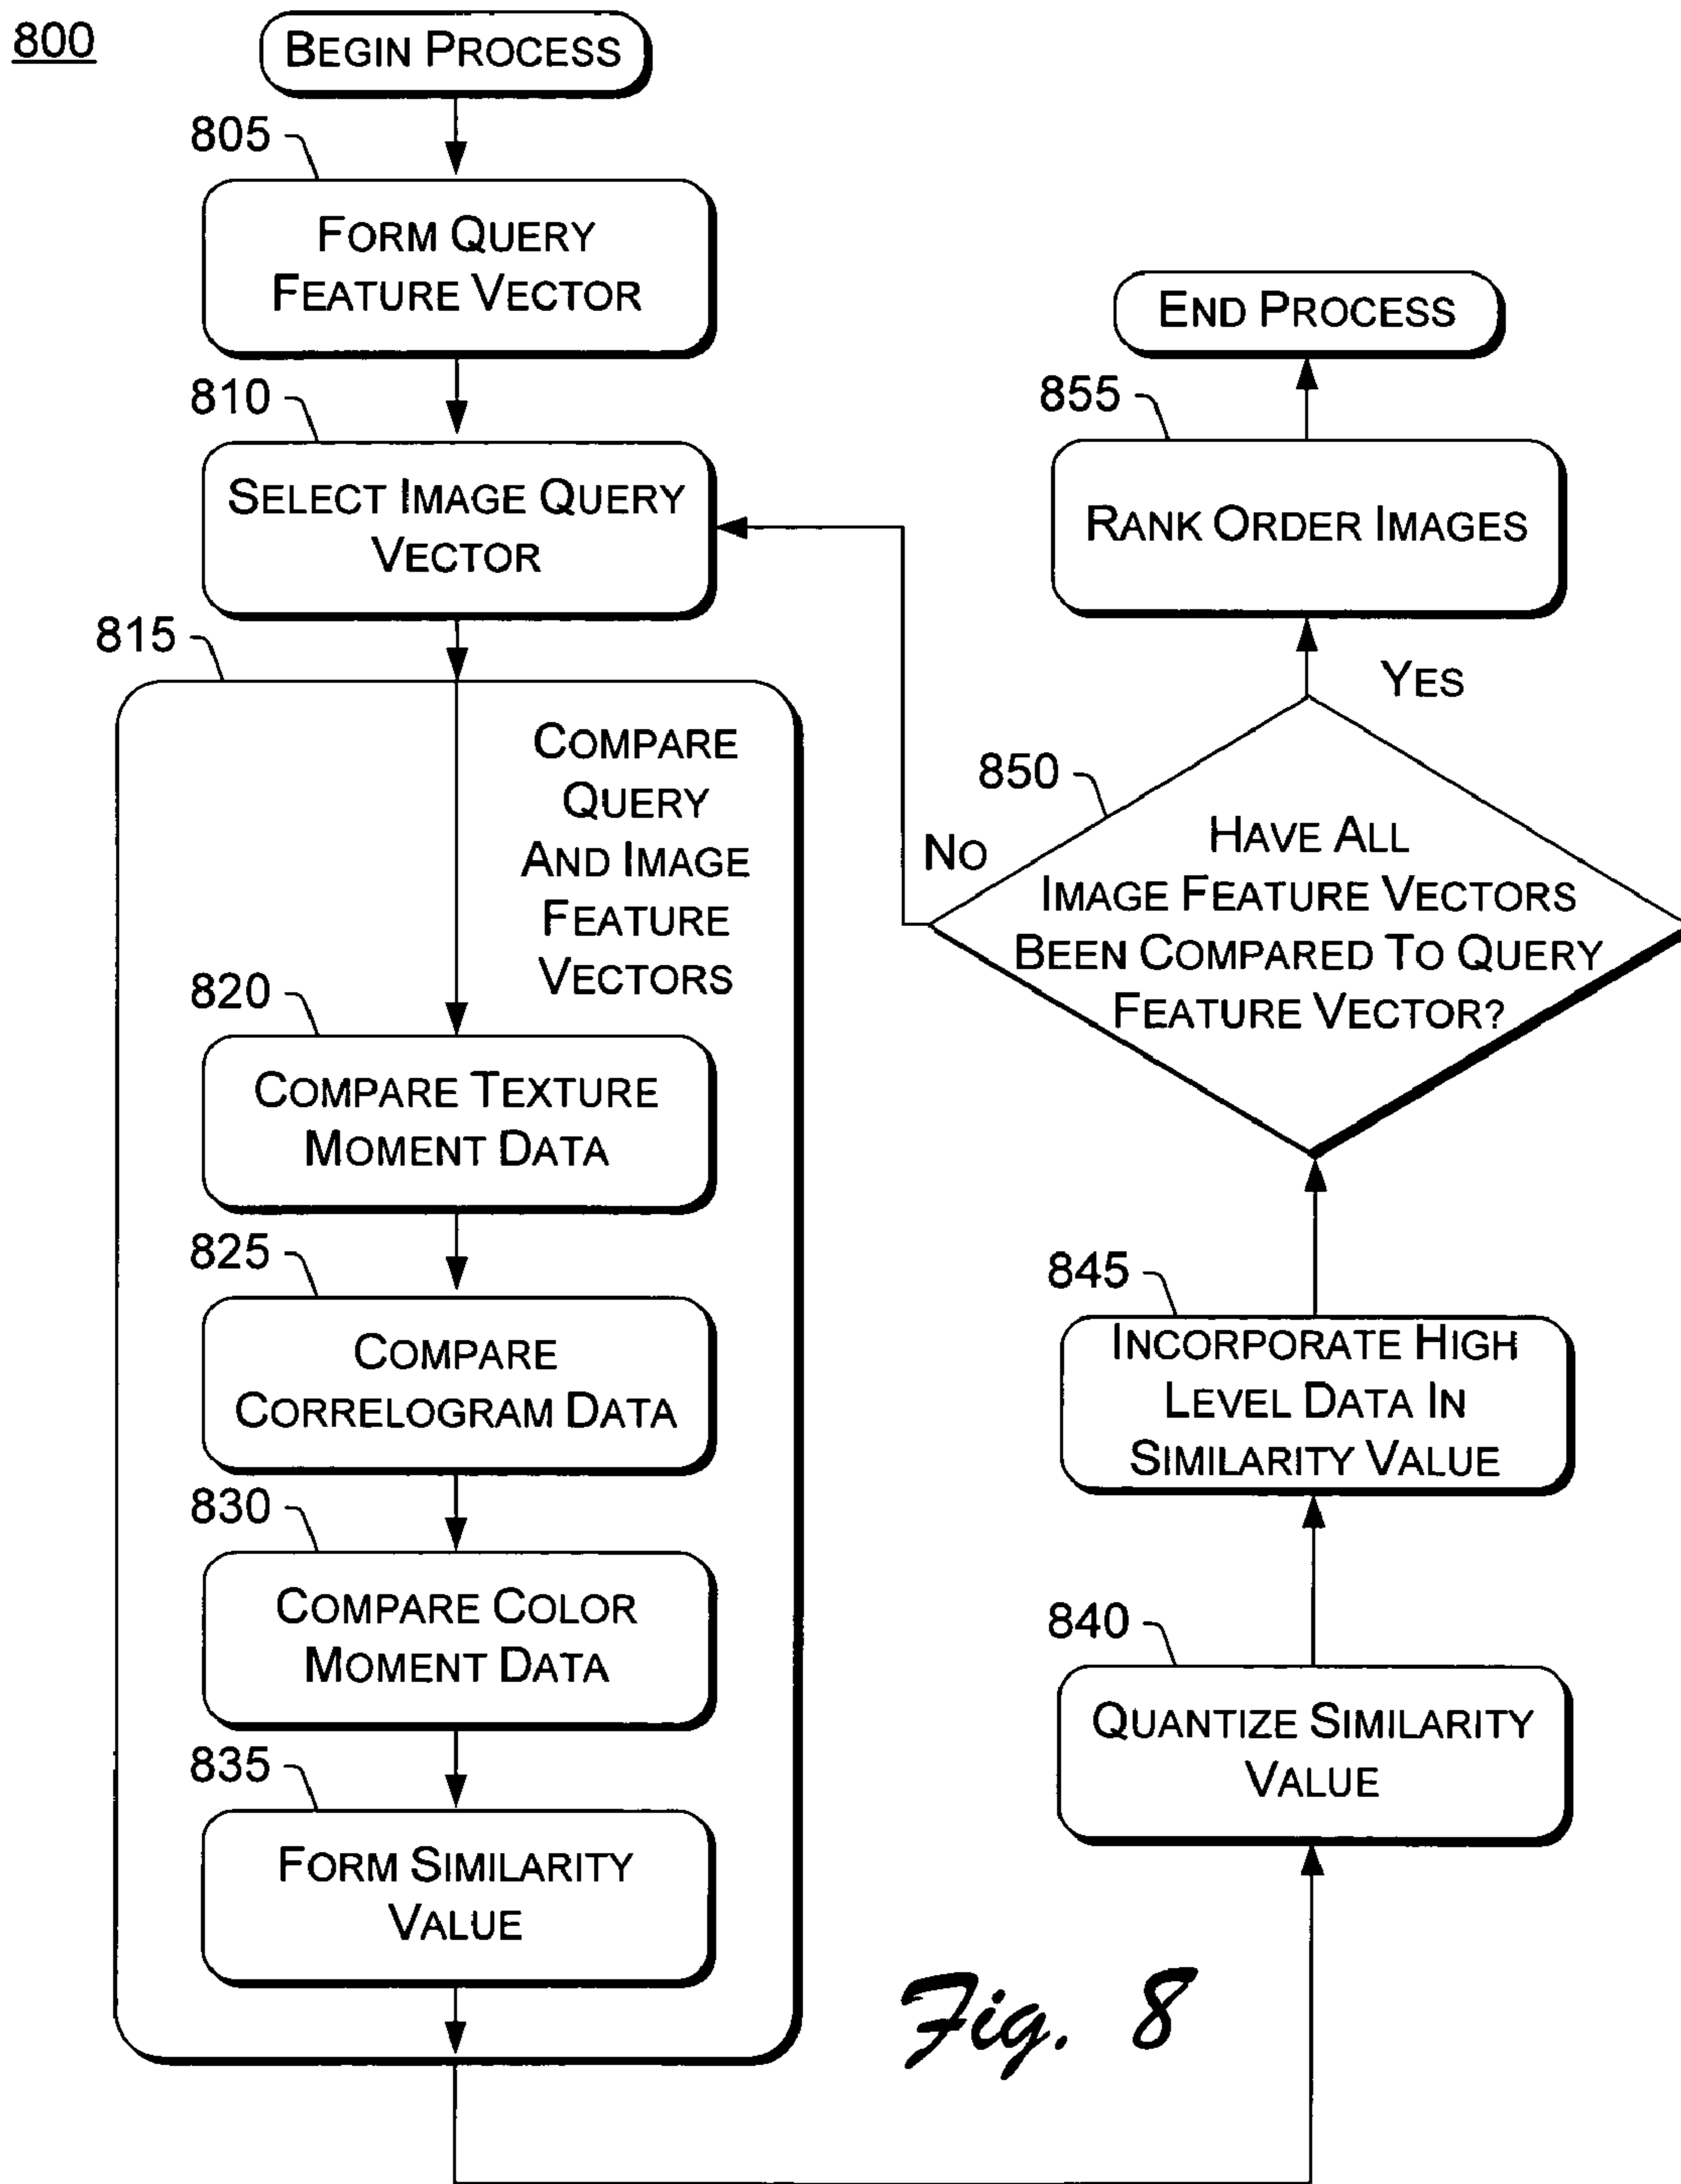 800
BEGIN PROCESS
805
FORM QUERY
FEATURE VECTOR
810
SELECT IMAGE QUERY
VECTOR
815
COMPARE
QUERY
AND IMAGE
FEATURE
VECTORS
820
COMPARE TEXTURE
MOMENT DATA
825
COMPARE
CORRELOGRAM DATA
830
COMPARE COLOR
MOMENT DATA
835
FORM SIMILARITY
VALUE
840
QUANTIZE SIMILARITY
VALUE
845
INCORPORATE HIGH
LEVEL DATA IN
SIMILARITY VALUE
850
HAVE ALL
IMAGE FEATURE VECTORS
BEEN COMPARED TO QUERY
FEATURE VECTOR?
NO
YES
855
RANK ORDER IMAGES
END PROCESS
Fig. 8